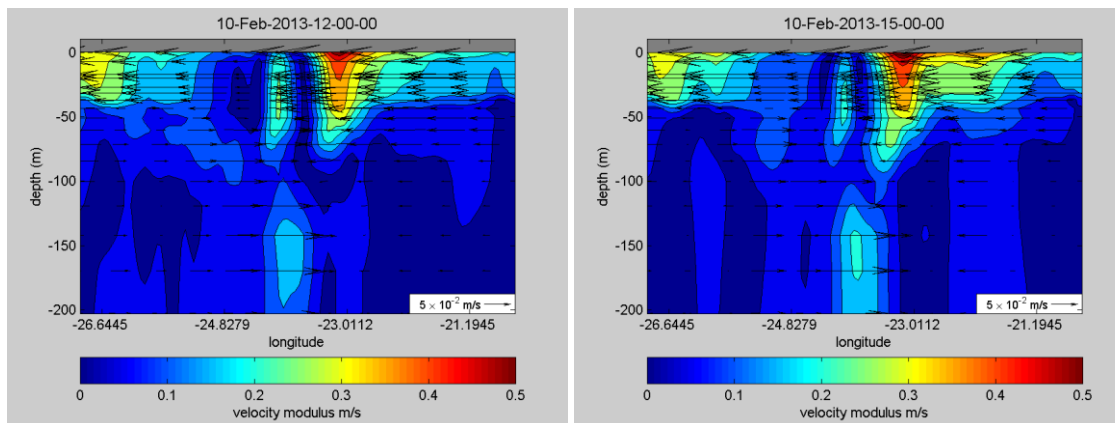 10-Feb-2013-12-00-00
0
-50
-100
-150
-200
depth (m)
5 × 10⁻² m/s
-26.6445 -24.8279 -23.0112 -21.1945
longitude
0 0.1 0.2 0.3 0.4 0.5
velocity modulus m/s
10-Feb-2013-15-00-00
0
-50
-100
-150
-200
depth (m)
5 × 10⁻² m/s
-26.6445 -24.8279 -23.0112 -21.1945
longitude
0 0.1 0.2 0.3 0.4 0.5
velocity modulus m/s